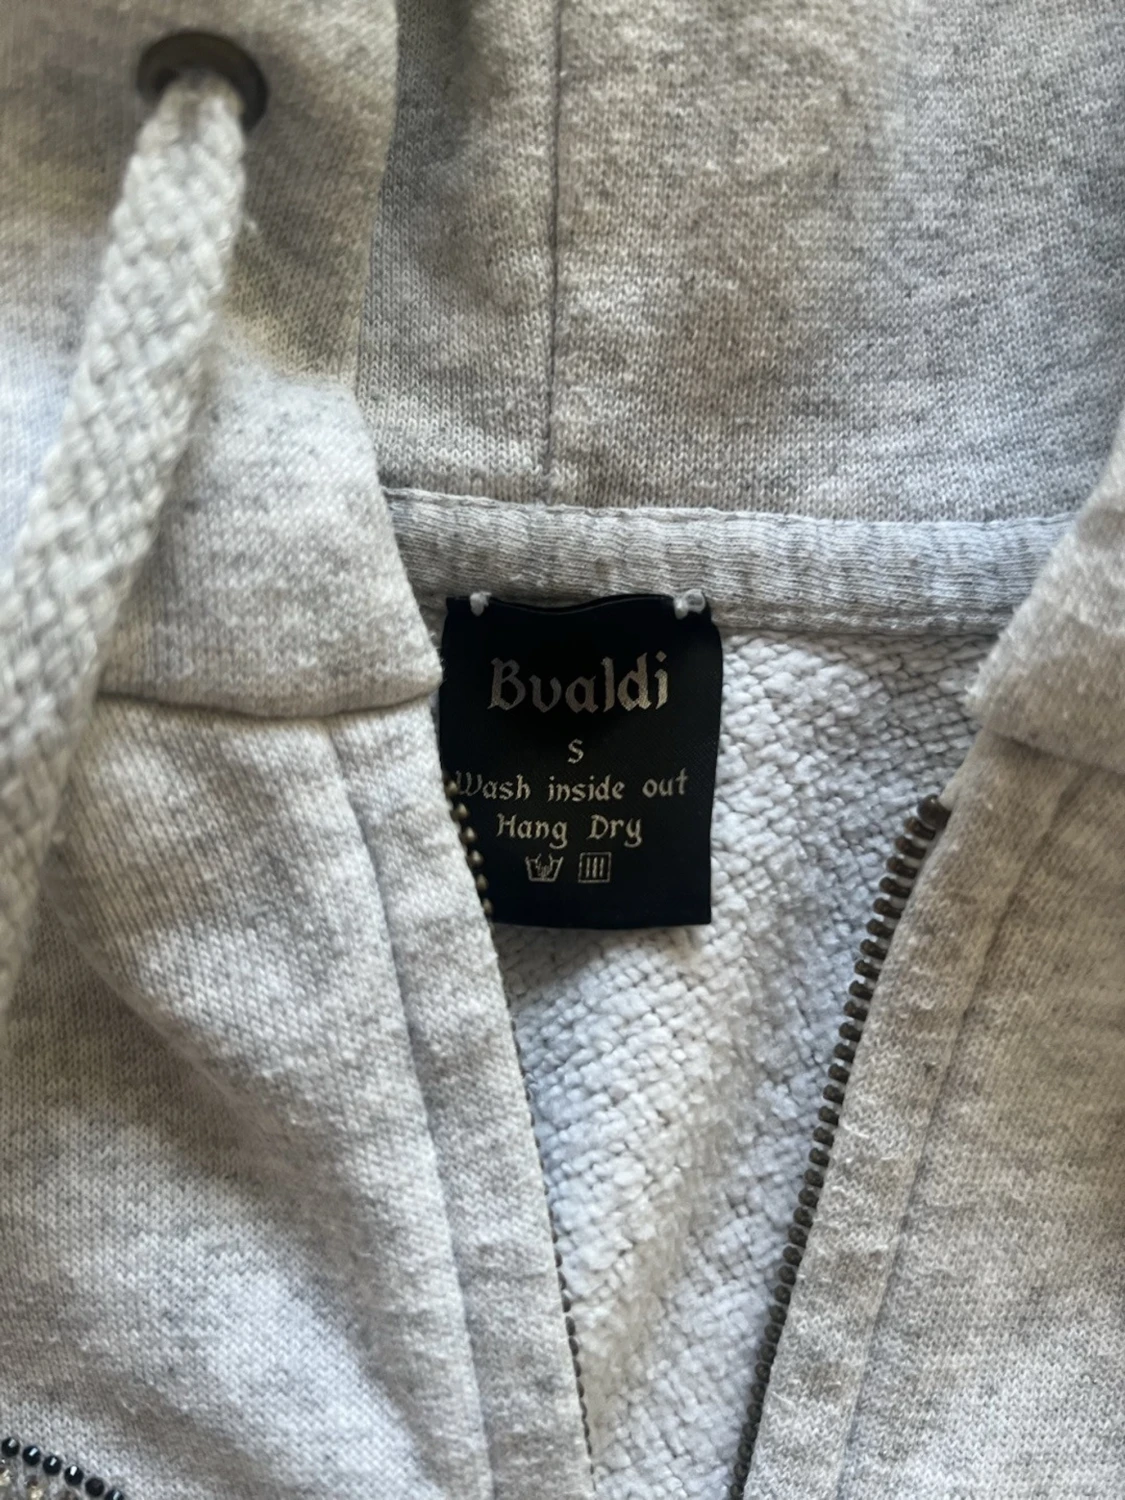 Bvaldi
S
Wash inside out
Hang Dry